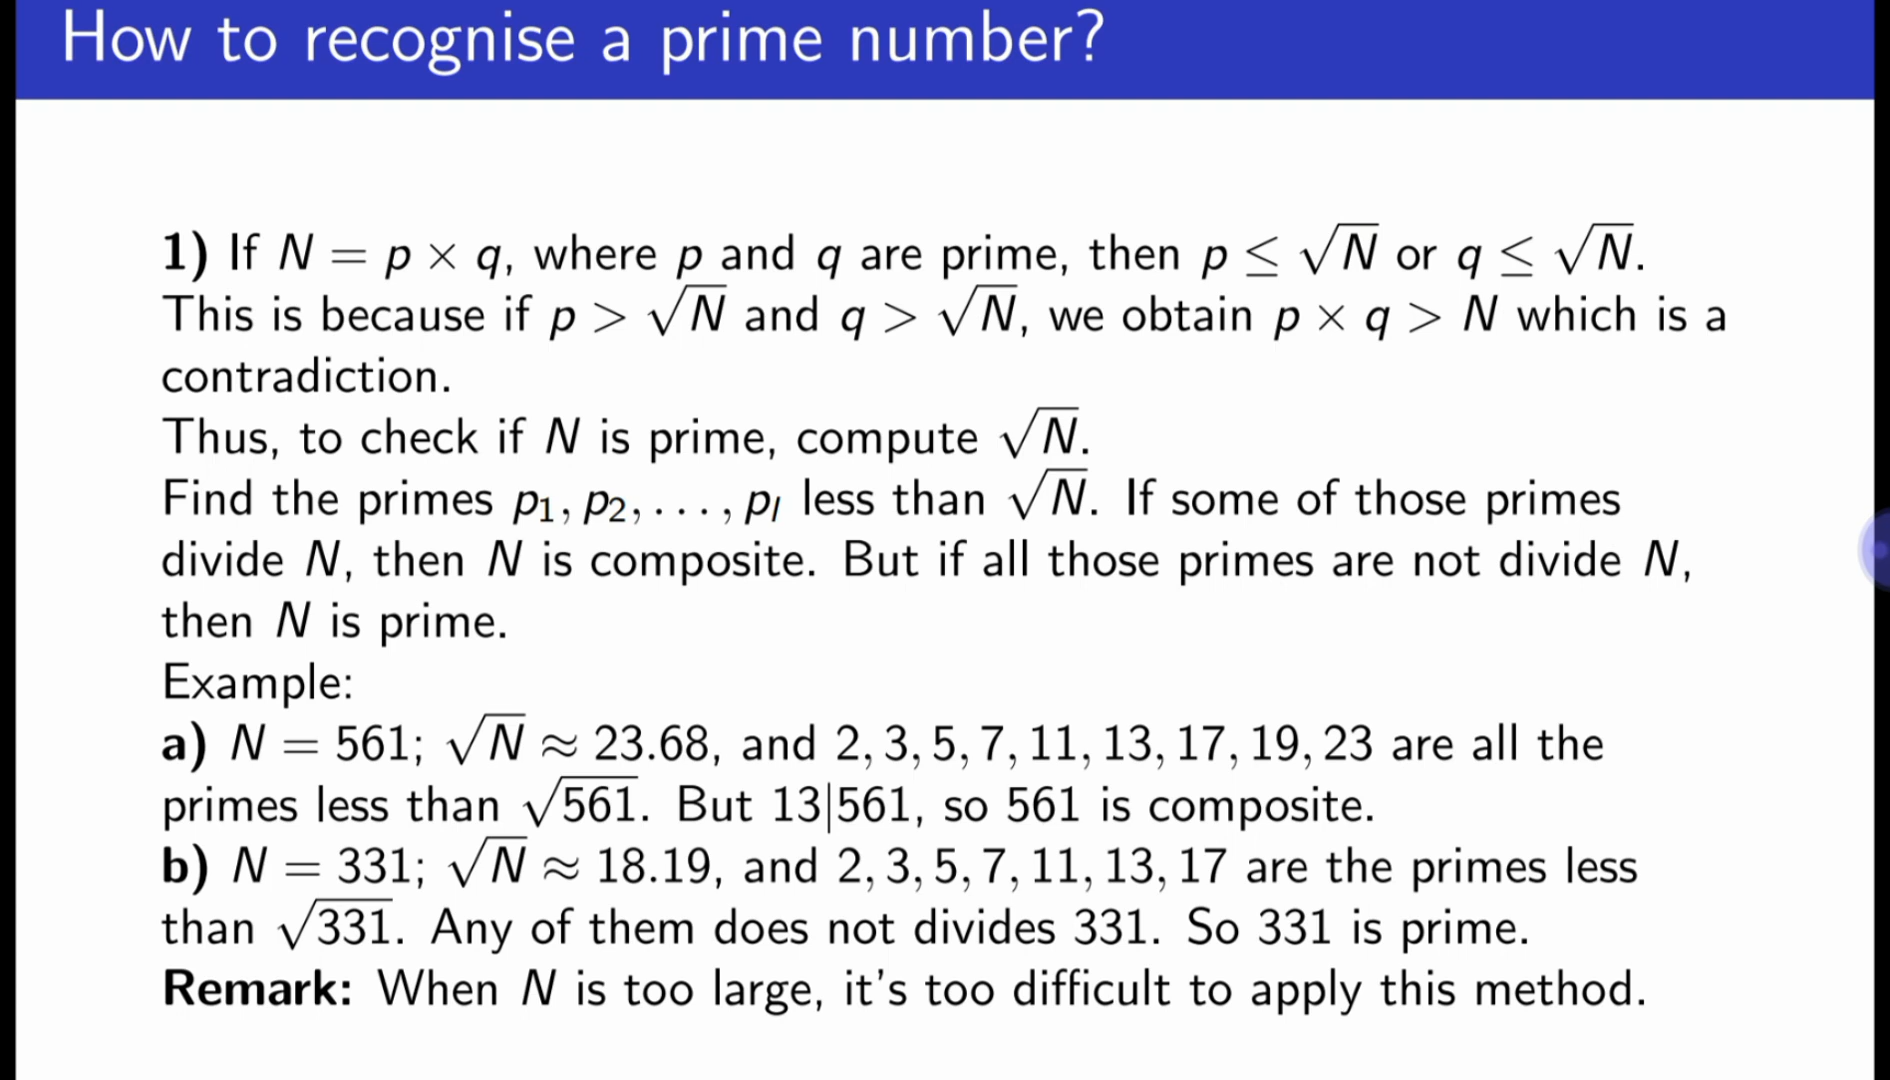 How to recognise a prime number?
1) If N = p × q, where p and q are prime, then p ≤ √N or q ≤ √N.
This is because if p > √N and q > √N, we obtain p × q > N which is a
contradiction.
Thus, to check if N is prime, compute √N.
Find the primes p₁, p₂, . . . , pₗ less than √N. If some of those primes
divide N, then N is composite. But if all those primes are not divide N,
then N is prime.
Example:
a) N = 561; √N ≈ 23.68, and 2, 3, 5, 7, 11, 13, 17, 19, 23 are all the
primes less than √561. But 13|561, so 561 is composite.
b) N = 331; √N ≈ 18.19, and 2, 3, 5, 7, 11, 13, 17 are the primes less
than √331. Any of them does not divides 331. So 331 is prime.
Remark: When N is too large, it's too difficult to apply this method.